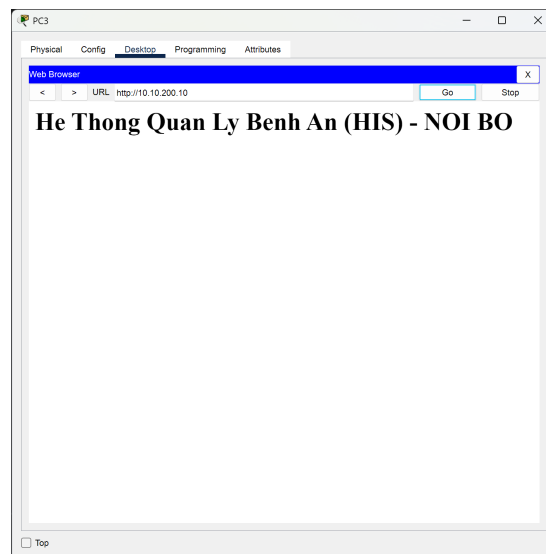 PC3
Physical Config Desktop Programming Attributes
Web Browser X
< > URL http://10.10.200.10 Go Stop
He Thong Quan Ly Benh An (HIS) - NOI BO
Top